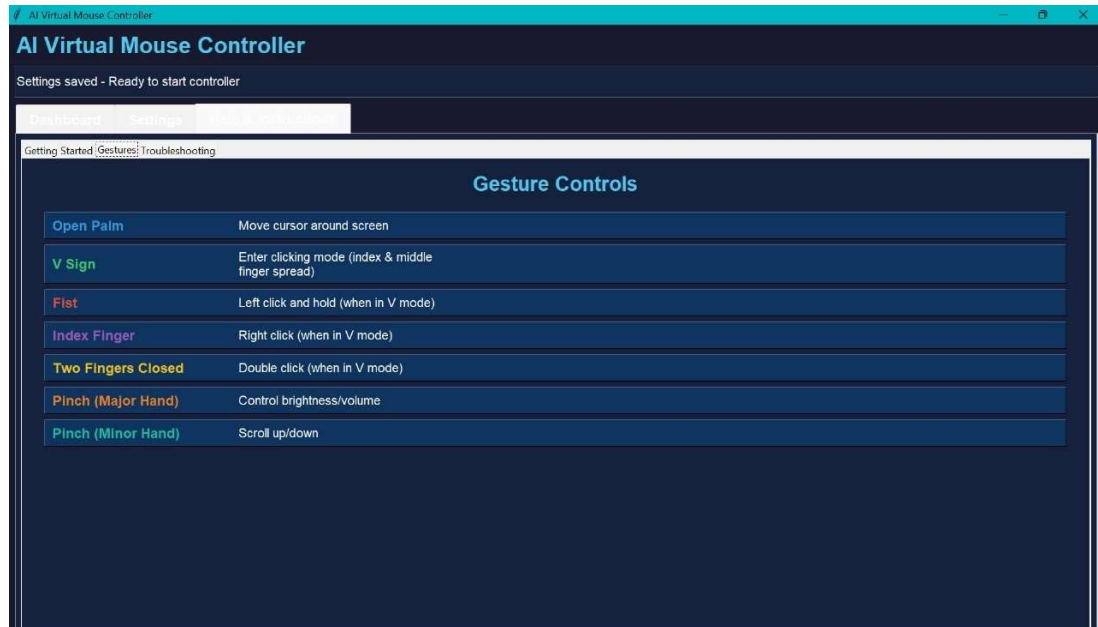 AI Virtual Mouse Controller
AI Virtual Mouse Controller
Settings saved - Ready to start controller
Dashboard Settings
Getting Started Gestures Troubleshooting
Gesture Controls
Open Palm Move cursor around screen
V Sign Enter clicking mode (index & middle
finger spread)
Fist Left click and hold (when in V mode)
Index Finger Right click (when in V mode)
Two Fingers Closed Double click (when in V mode)
Pinch (Major Hand) Control brightness/volume
Pinch (Minor Hand) Scroll up/down